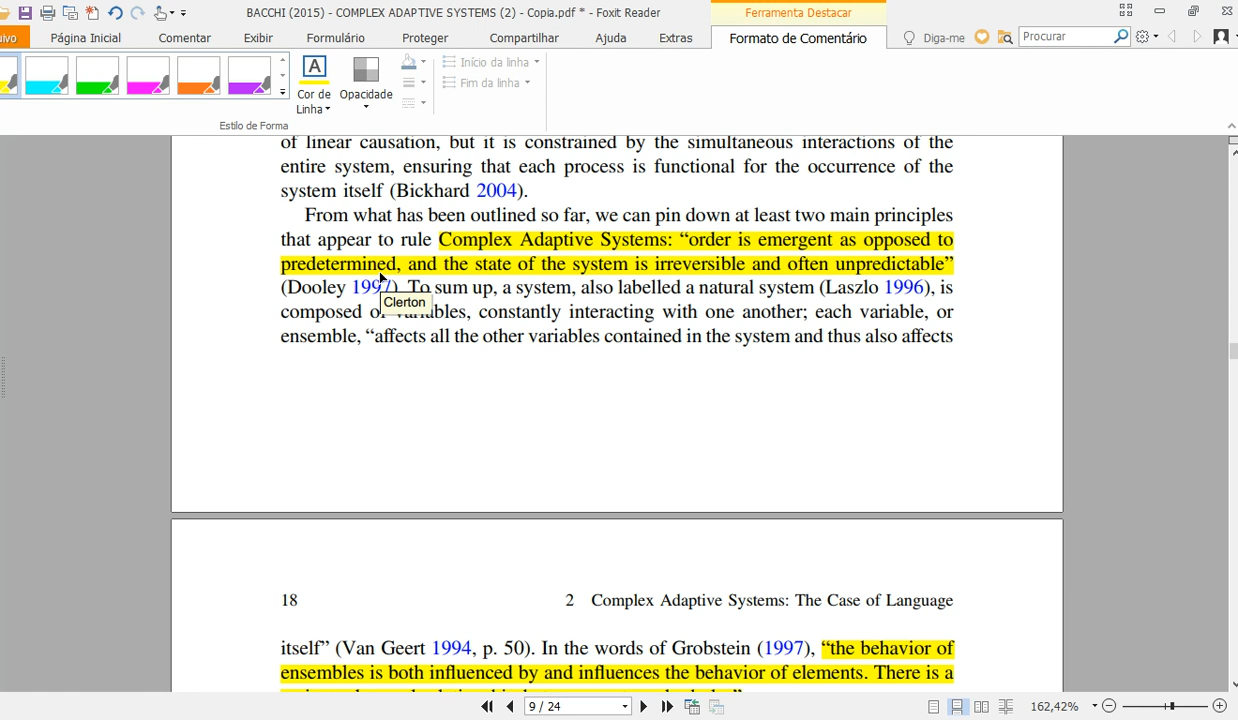 BACCHI (2015) - COMPLEX ADAPTIVE SYSTEMS (2) - Copia.pdf * - Foxit Reader
Ferramenta Destacar
ivo Página Inicial Comentar Exibir Formulário Proteger Compartilhar Ajuda Extras Formato de Comentário Diga-me Procurar
Cor de Linha
Opacidade
Início da linha
Fim da linha
Estilo de Forma
of linear causation, but it is constrained by the simultaneous interactions of the
entire system, ensuring that each process is functional for the occurrence of the
system itself (Bickhard 2004).
From what has been outlined so far, we can pin down at least two main principles
that appear to rule Complex Adaptive Systems: “order is emergent as opposed to
predetermined, and the state of the system is irreversible and often unpredictable”
(Dooley 1997). To sum up, a system, also labelled a natural system (Laszlo 1996), is
Clerton
composed of variables, constantly interacting with one another; each variable, or
ensemble, “affects all the other variables contained in the system and thus also affects
18 2 Complex Adaptive Systems: The Case of Language
itself” (Van Geert 1994, p. 50). In the words of Grobstein (1997), “the behavior of
ensembles is both influenced by and influences the behavior of elements. There is a
9 / 24
162,42%